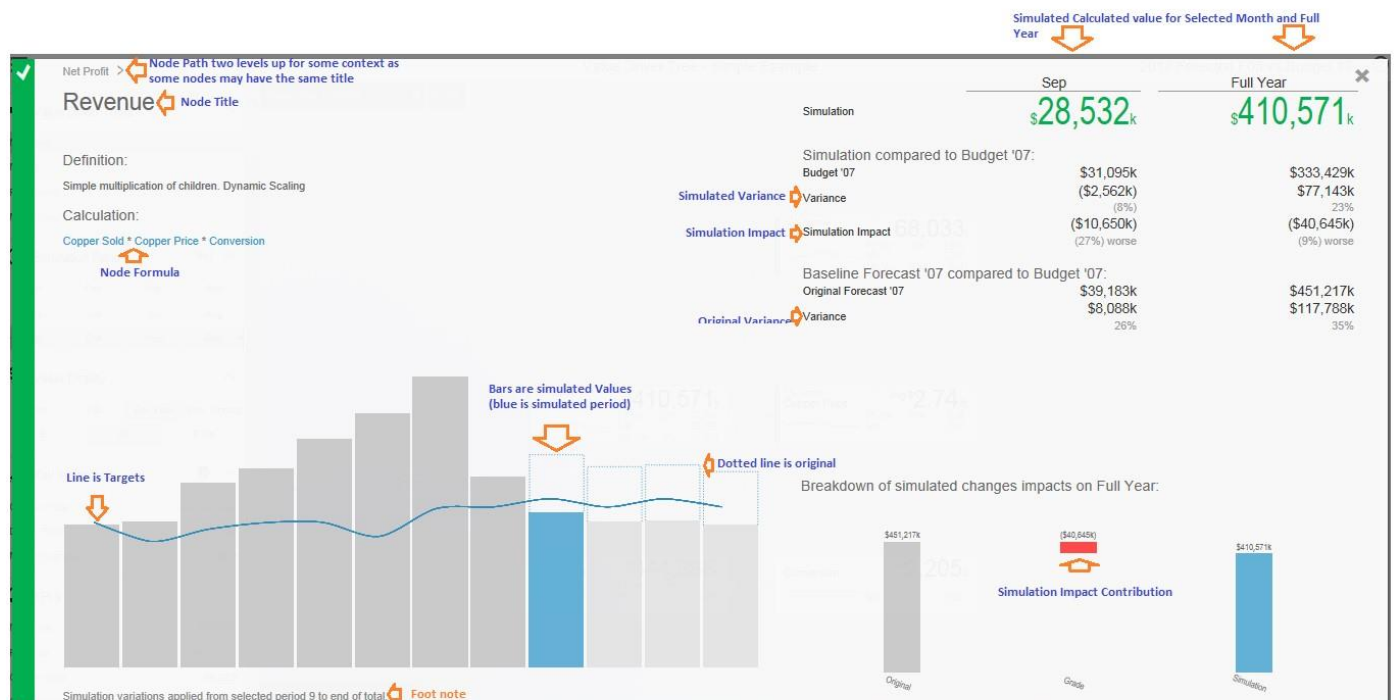 Simulated Calculated value for Selected Month and Full
Year
Net Profit >
Node Path two levels up for some context as
some nodes may have the same title
Revenue
Node Title
Sep
Full Year
Simulation
$28,532k
$410,571k
Definition:
Simple multiplication of children. Dynamic Scaling
Calculation:
Copper Sold * Copper Price * Conversion
Node Formula
Simulation compared to Budget '07:
Budget '07
$31,095k
$333,429k
Simulated Variance
Variance
($2,562k)
$77,143k
(8%)
23%
Simulation Impact
Simulation Impact
($10,650k)
($40,645k)
(27%) worse
(9%) worse
Baseline Forecast '07 compared to Budget '07:
Original Forecast '07
$39,183k
$451,217k
Original Variance
Variance
$8,088k
$117,788k
26%
35%
Bars are simulated Values
(blue is simulated period)
Line is Targets
Dotted line is original
Breakdown of simulated changes impacts on Full Year:
$451,217k
($40,645k)
$410,571k
Simulation Impact Contribution
Original
Grade
Simulation
Simulation variations applied from selected period 9 to end of total.
Foot note